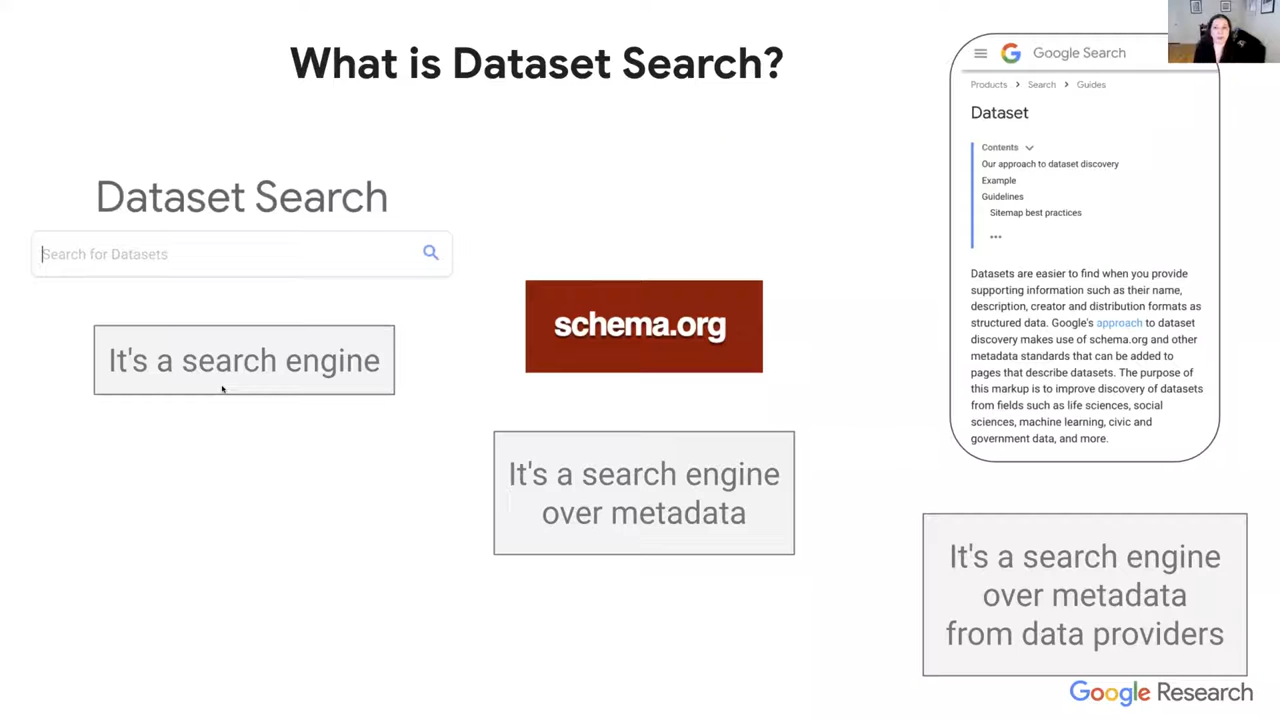 What is Dataset Search?
Dataset Search
Search for Datasets
It's a search engine
schema.org
It's a search engine
over metadata
Google Search
Products > Search > Guides
Dataset
Contents
Our approach to dataset discovery
Example
Guidelines
Sitemap best practices
•••
Datasets are easier to find when you provide
supporting information such as their name,
description, creator and distribution formats as
structured data. Google's approach to dataset
discovery makes use of schema.org and other
metadata standards that can be added to
pages that describe datasets. The purpose of
this markup is to improve discovery of datasets
from fields such as life sciences, social
sciences, machine learning, civic and
government data, and more.
It's a search engine
over metadata
from data providers
Google Research